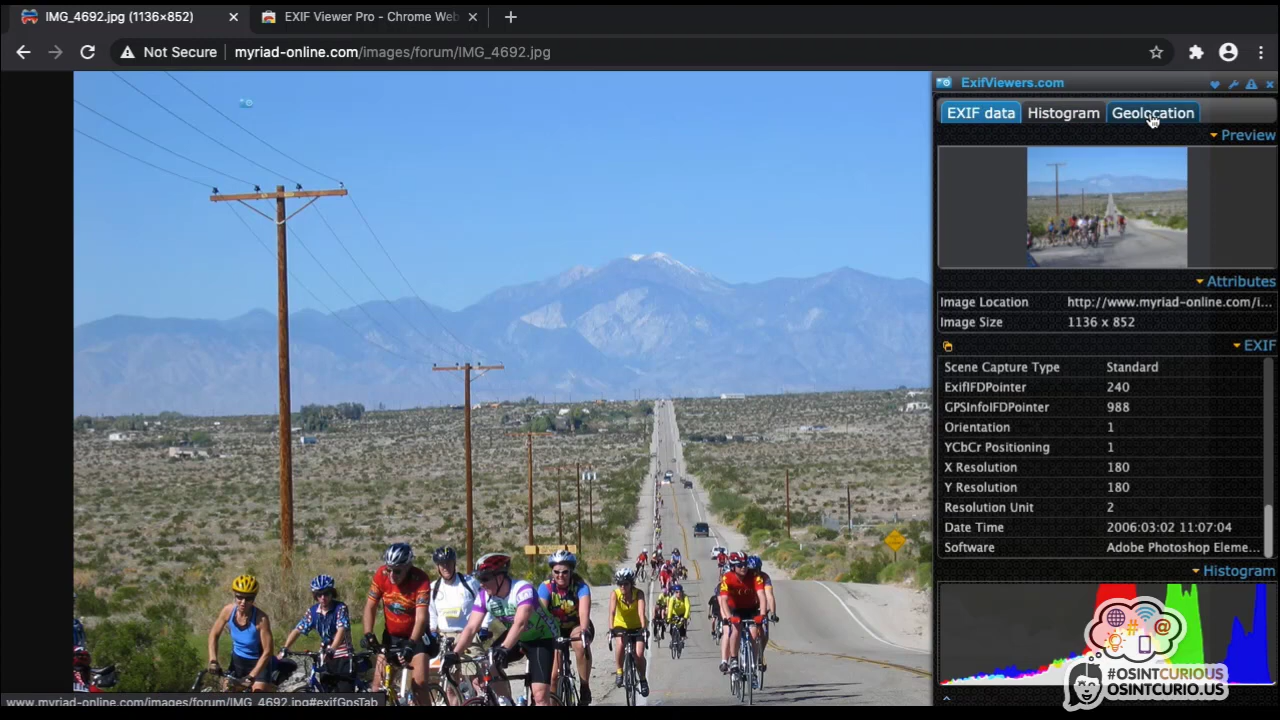 IMG_4692.jpg (1136×852)
EXIF Viewer Pro - Chrome Web
Not Secure
myriad-online.com/images/forum/IMG_4692.jpg
ExifViewers.com
EXIF data Histogram Geolocation
Preview
Attributes
Image Location http://www.myriad-online.com/i...
Image Size 1136 x 852
EXIF
Scene Capture Type Standard
ExifIFDPointer 240
GPSInfoIFDPointer 988
Orientation 1
YCbCr Positioning 1
X Resolution 180
Y Resolution 180
Resolution Unit 2
Date Time 2006:03:02 11:07:04
Software Adobe Photoshop Eleme...
Histogram
#OSINTCURIOUS
OSINTCURIO.US
www.myriad-online.com/images/forum/IMG_4692.jpg#exifGpsTab